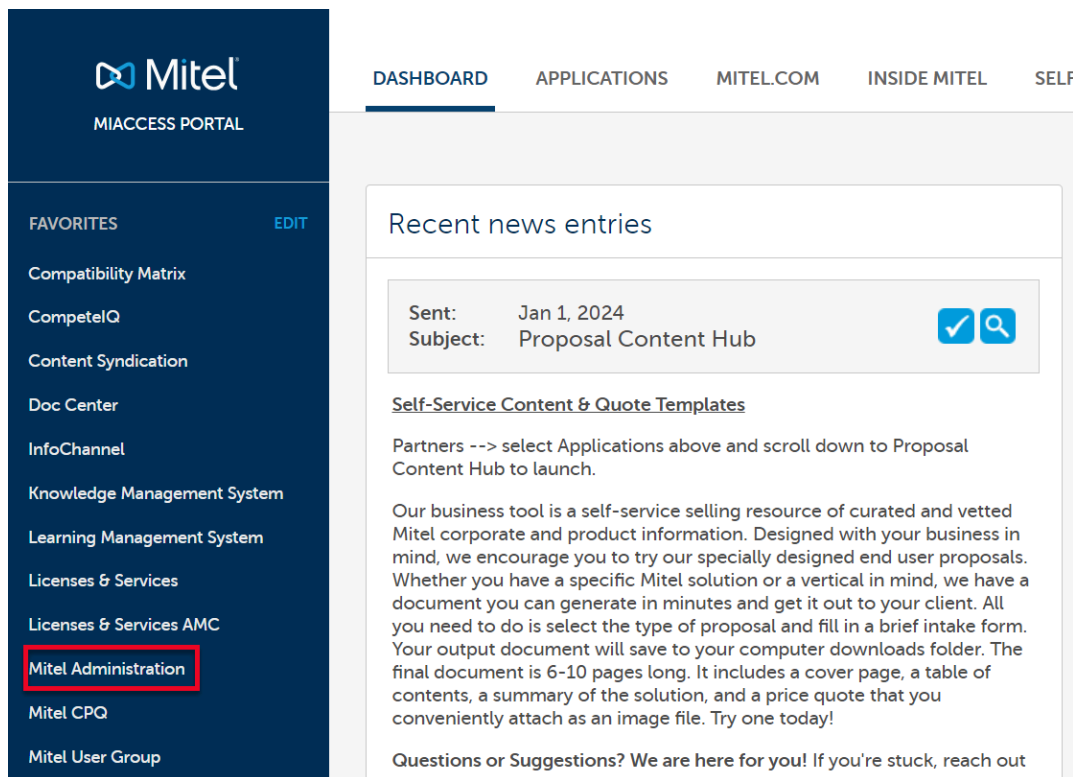 Mitel
MIACCESS PORTAL
FAVORITES EDIT
Compatibility Matrix
CompeteIQ
Content Syndication
Doc Center
InfoChannel
Knowledge Management System
Learning Management System
Licenses & Services
Licenses & Services AMC
Mitel Administration
Mitel CPQ
Mitel User Group
DASHBOARD APPLICATIONS MITEL.COM INSIDE MITEL SELF
Recent news entries
Sent: Jan 1, 2024
Subject: Proposal Content Hub
Self-Service Content & Quote Templates
Partners --> select Applications above and scroll down to Proposal
Content Hub to launch.
Our business tool is a self-service selling resource of curated and vetted
Mitel corporate and product information. Designed with your business in
mind, we encourage you to try our specially designed end user proposals.
Whether you have a specific Mitel solution or a vertical in mind, we have a
document you can generate in minutes and get it out to your client. All
you need to do is select the type of proposal and fill in a brief intake form.
Your output document will save to your computer downloads folder. The
final document is 6-10 pages long. It includes a cover page, a table of
contents, a summary of the solution, and a price quote that you
conveniently attach as an image file. Try one today!
Questions or Suggestions? We are here for you! If you're stuck, reach out